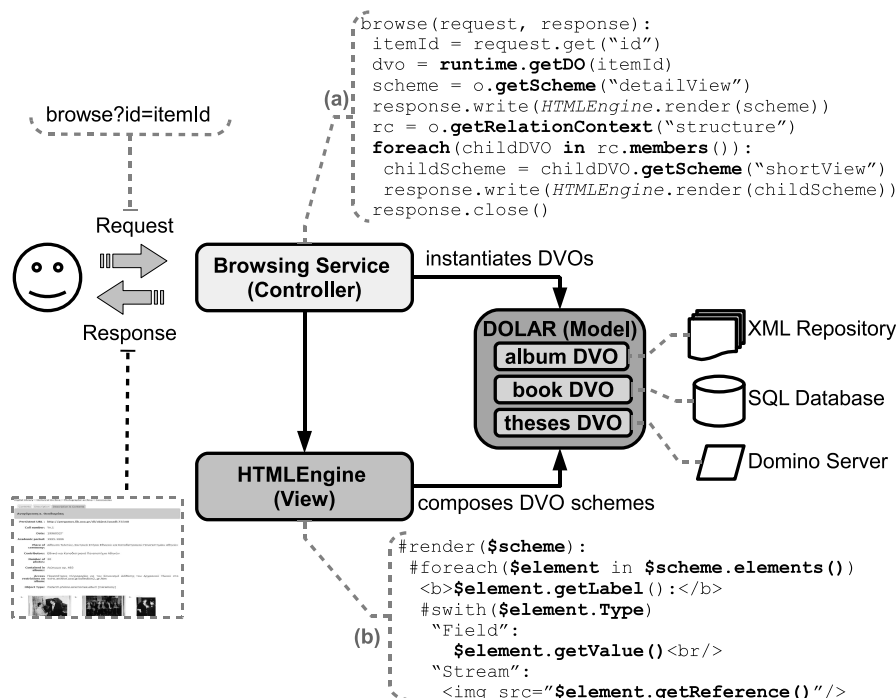 browse(request, response):
itemId = request.get(“id”)
dvo = runtime.getDO(itemId)
scheme = o.getScheme(“detailView”)
response.write(HTMLEngine.render(scheme))
rc = o.getRelationContext(“structure”)
foreach(childDVO in rc.members()):
childScheme = childDVO.getScheme(“shortView”)
response.write(HTMLEngine.render(childScheme))
response.close()
(a)
browse?id=itemId
Request
Response
Browsing Service
(Controller)
instantiates DVOs
DOLAR (Model)
album DVO
book DVO
theses DVO
XML Repository
SQL Database
Domino Server
HTMLEngine
(View)
composes DVO schemes
(b)
#render($scheme):
#foreach($element in $scheme.elements())
<b>$element.getLabel():</b>
#swith($element.Type)
“Field”:
$element.getValue()<br/>
“Stream”:
<img src=”$element.getReference()”/>